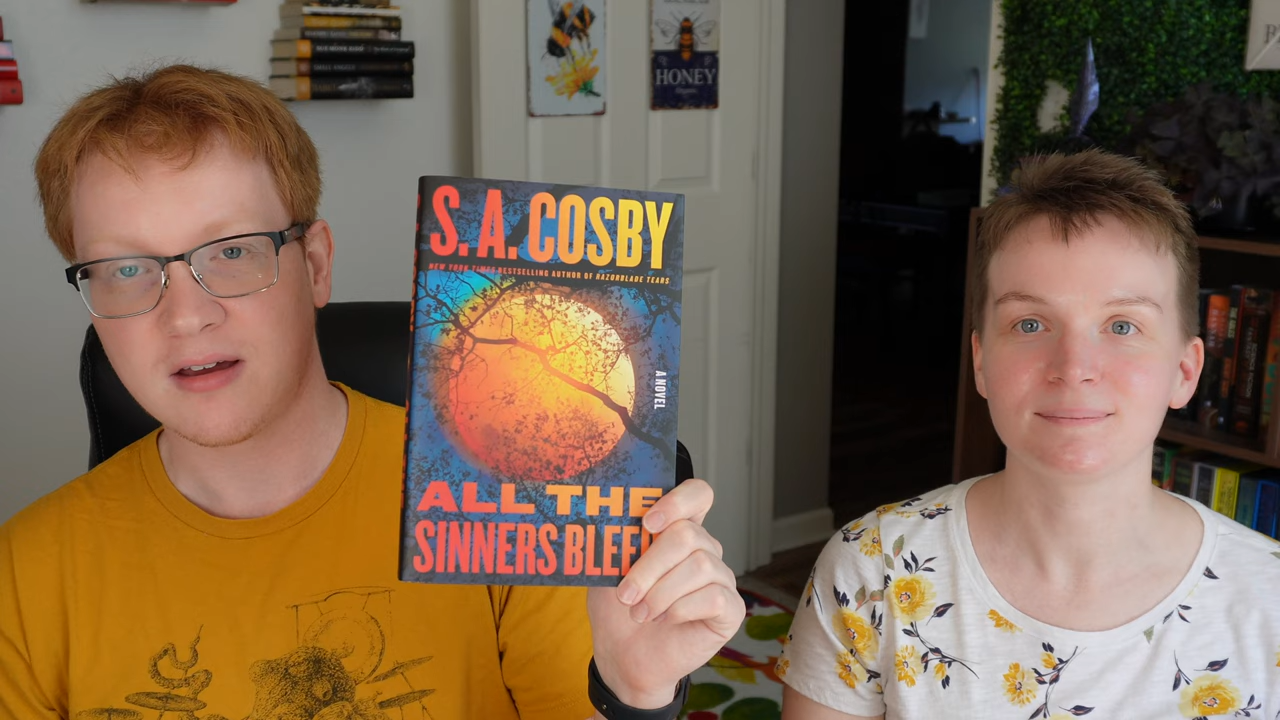 HONEY
S. A. COSBY
NEW YORK TIMES BESTSELLING AUTHOR OF RAZORBLADE TEARS
A NOVEL
ALL THE
SINNERS BLEED